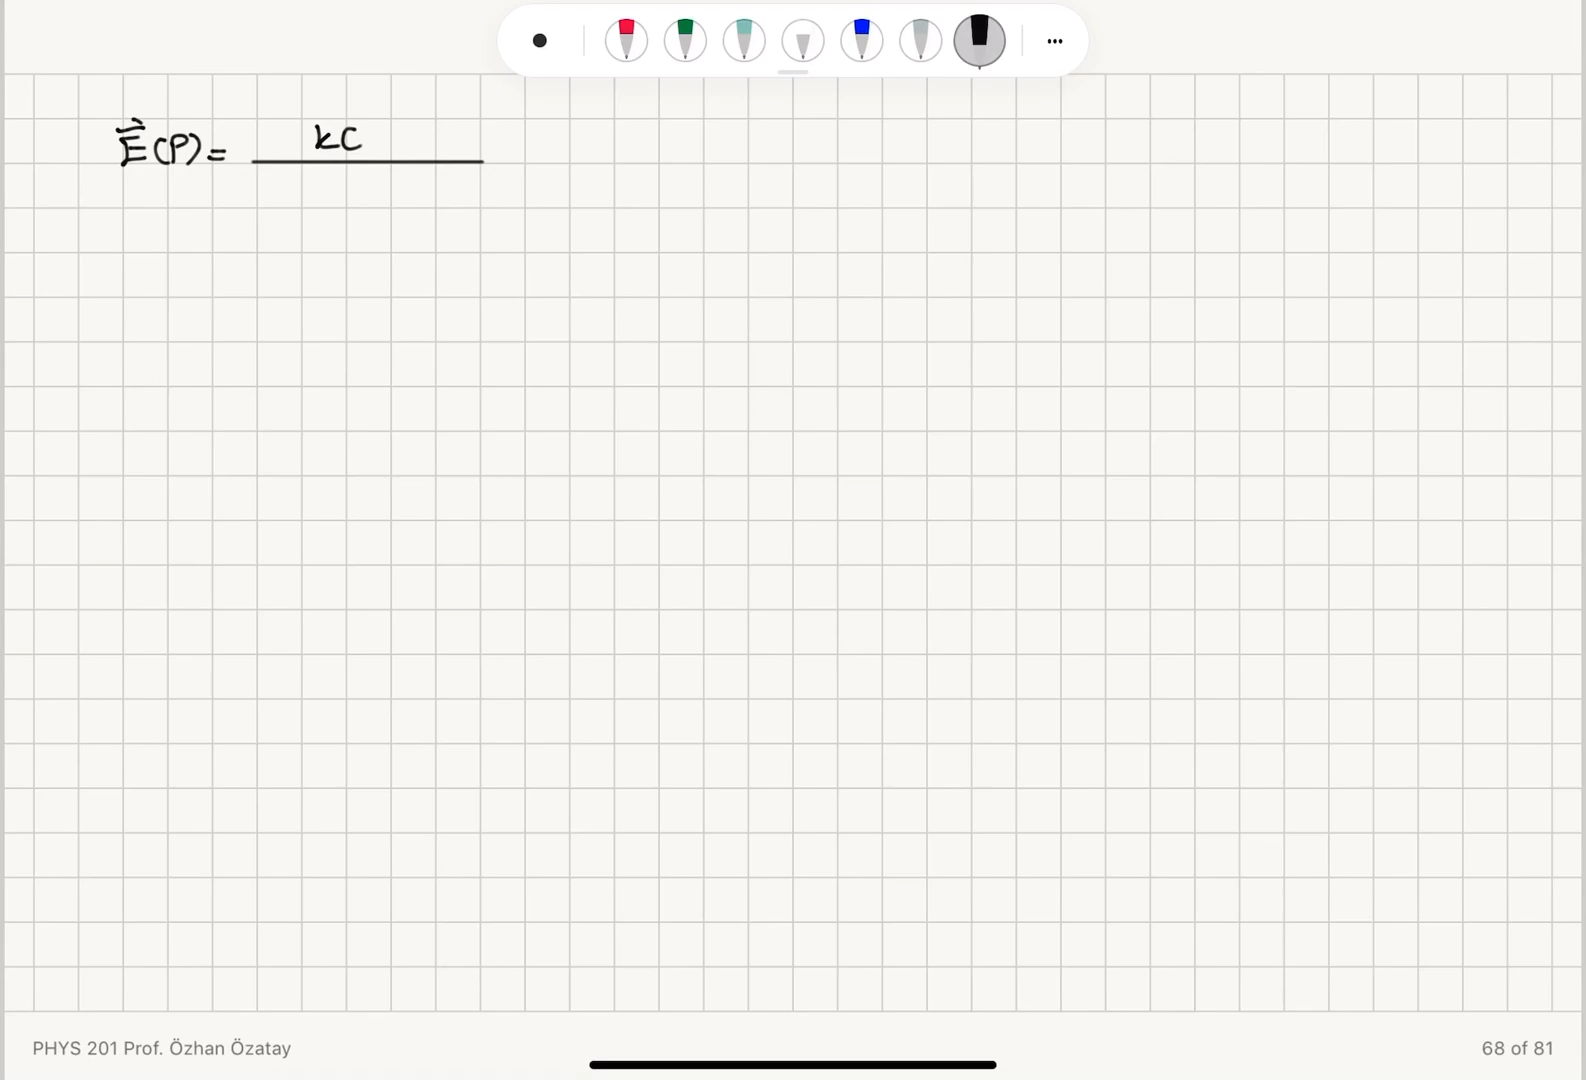 E⃗(P) = kC
PHYS 201 Prof. Özhan Özatay
68 of 81